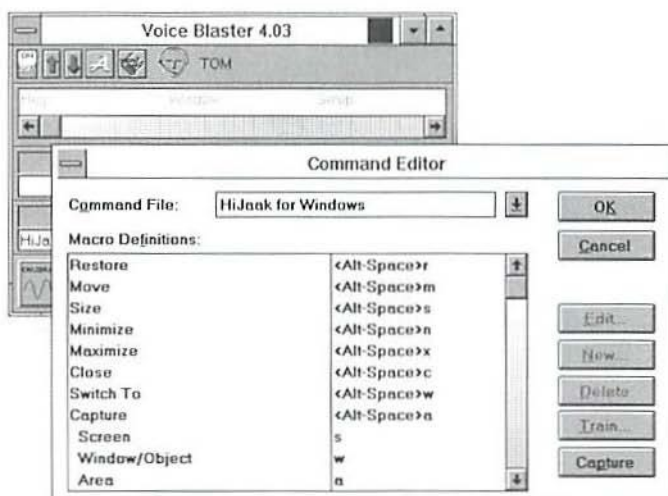 Voice Blaster 4.03
TOM
Command Editor
Command File: HiJaak for Windows
OK
Cancel
Macro Definitions:
Restore <Alt-Space>r
Move <Alt-Space>m
Size <Alt-Space>s
Minimize <Alt-Space>n
Maximize <Alt-Space>x
Close <Alt-Space>c
Switch To <Alt-Space>w
Capture <Alt-Space>a
Screen s
Window/Object w
Area a
Edit...
New...
Delete
Train...
Capture
HiJa